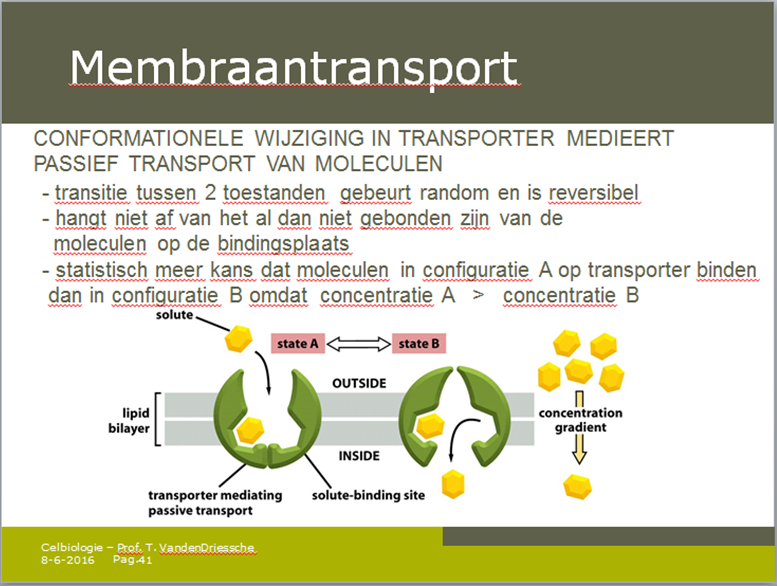 Membraantransport
CONFORMATIONELE WIJZIGING IN TRANSPORTER MEDIEERT
PASSIEF TRANSPORT VAN MOLECULEN
- transitie tussen 2 toestanden gebeurt random en is reversibel
- hangt niet af van het al dan niet gebonden zijn van de
moleculen op de bindingsplaats
- statistisch meer kans dat moleculen in configuratie A op transporter binden
dan in configuratie B omdat concentratie A > concentratie B
solute
state A
state B
OUTSIDE
lipid
bilayer
concentration
gradient
INSIDE
transporter mediating
passive transport
solute-binding site
Celbiologie – Prof. T. VandenDriessche
8-6-2016 Pag.41